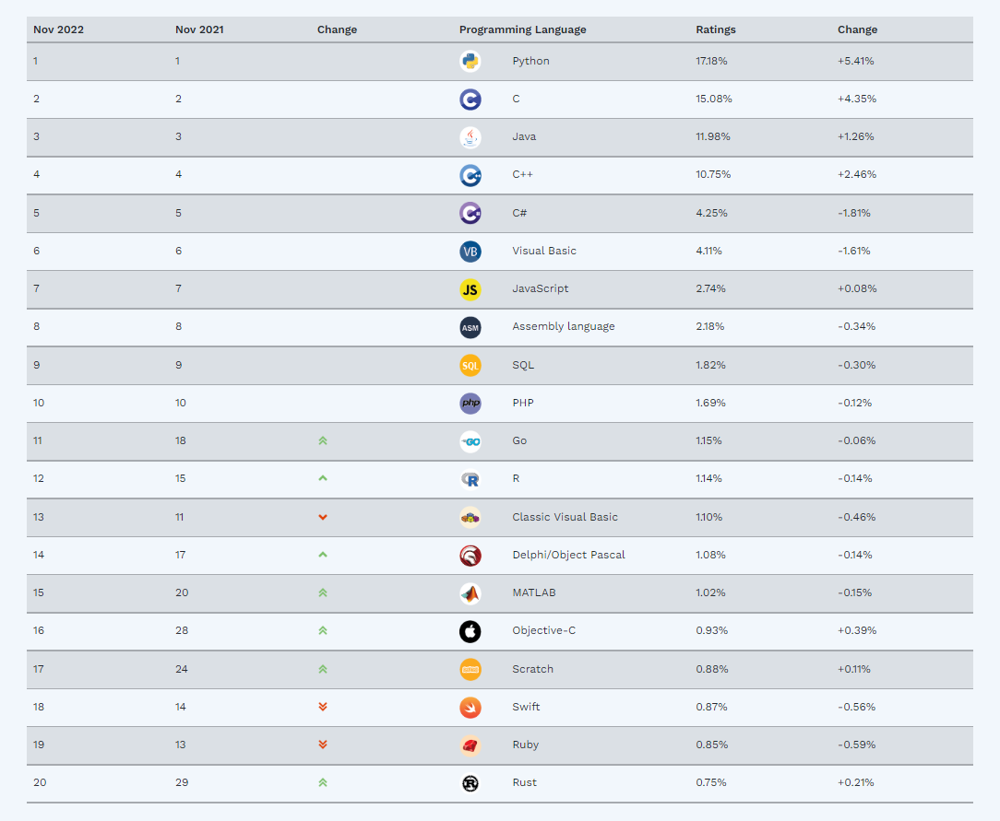 Nov 2022 Nov 2021 Change Programming Language Ratings Change
1 1 Python 17.18% +5.41%
2 2 C 15.08% +4.35%
3 3 Java 11.98% +1.26%
4 4 C++ 10.75% +2.46%
5 5 C# 4.25% -1.81%
6 6 VB Visual Basic 4.11% -1.61%
7 7 JS JavaScript 2.74% +0.08%
8 8 ASM Assembly language 2.18% -0.34%
9 9 SQL SQL 1.82% -0.30%
10 10 php PHP 1.69% -0.12%
11 18 GO Go 1.15% -0.06%
12 15 R R 1.14% -0.14%
13 11 Classic Visual Basic 1.10% -0.46%
14 17 Delphi/Object Pascal 1.08% -0.14%
15 20 MATLAB 1.02% -0.15%
16 28 Objective-C 0.93% +0.39%
17 24 Scratch 0.88% +0.11%
18 14 Swift 0.87% -0.56%
19 13 Ruby 0.85% -0.59%
20 29 R Rust 0.75% +0.21%